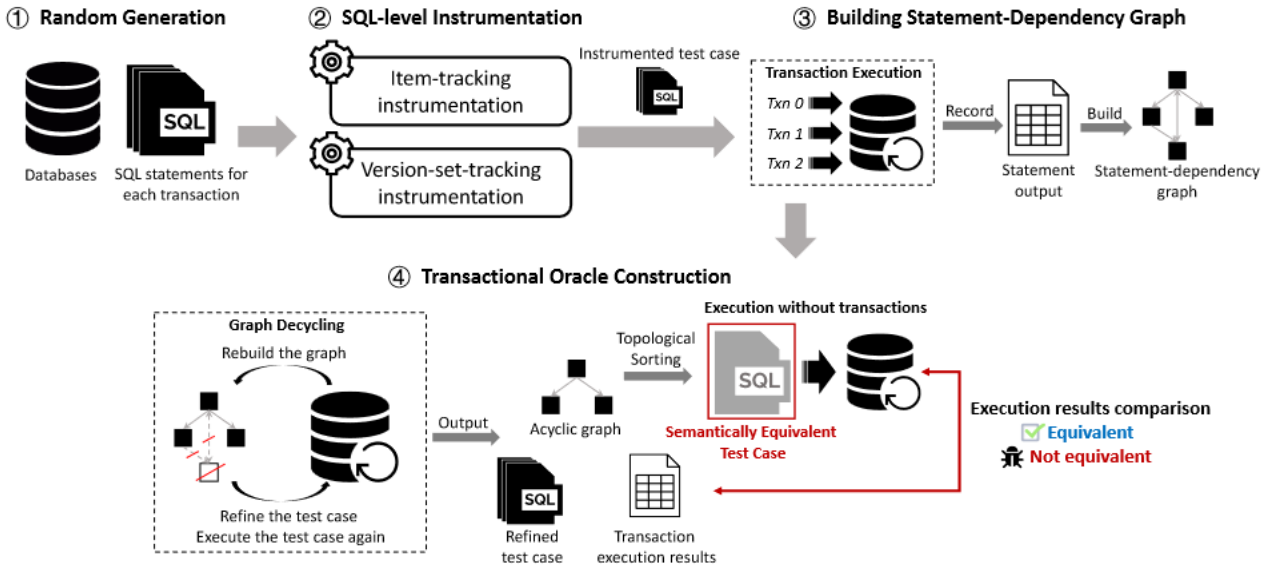 ① Random Generation
Databases
SQL
SQL statements for
each transaction
② SQL-level Instrumentation
Item-tracking
instrumentation
Version-set-tracking
instrumentation
Instrumented test case
SQL
③ Building Statement-Dependency Graph
Transaction Execution
Txn 0
Txn 1
Txn 2
Record
Statement
output
Build
Statement-dependency
graph
④ Transactional Oracle Construction
Graph Decycling
Rebuild the graph
Refine the test case
Execute the test case again
Output
Acyclic graph
SQL
Refined
test case
Transaction
execution results
Topological
Sorting
Execution without transactions
SQL
Semantically Equivalent
Test Case
Execution results comparison
Equivalent
Not equivalent